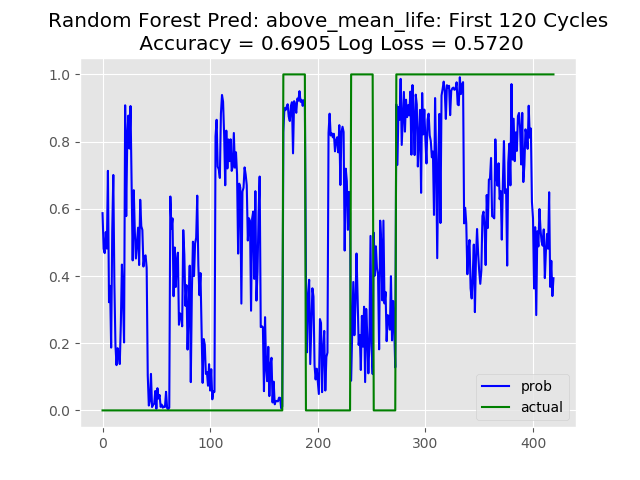 Random Forest Pred: above_mean_life: First 120 Cycles
Accuracy = 0.6905 Log Loss = 0.5720
1.0
0.8
0.6
0.4
0.2
0.0
0 100 200 300 400
prob
actual